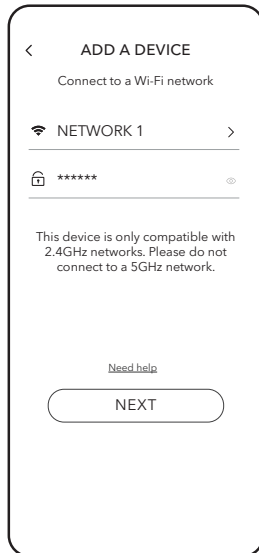 ADD A DEVICE
Connect to a Wi-Fi network
NETWORK 1
******
This device is only compatible with
2.4GHz networks. Please do not
connect to a 5GHz network.
Need help
NEXT